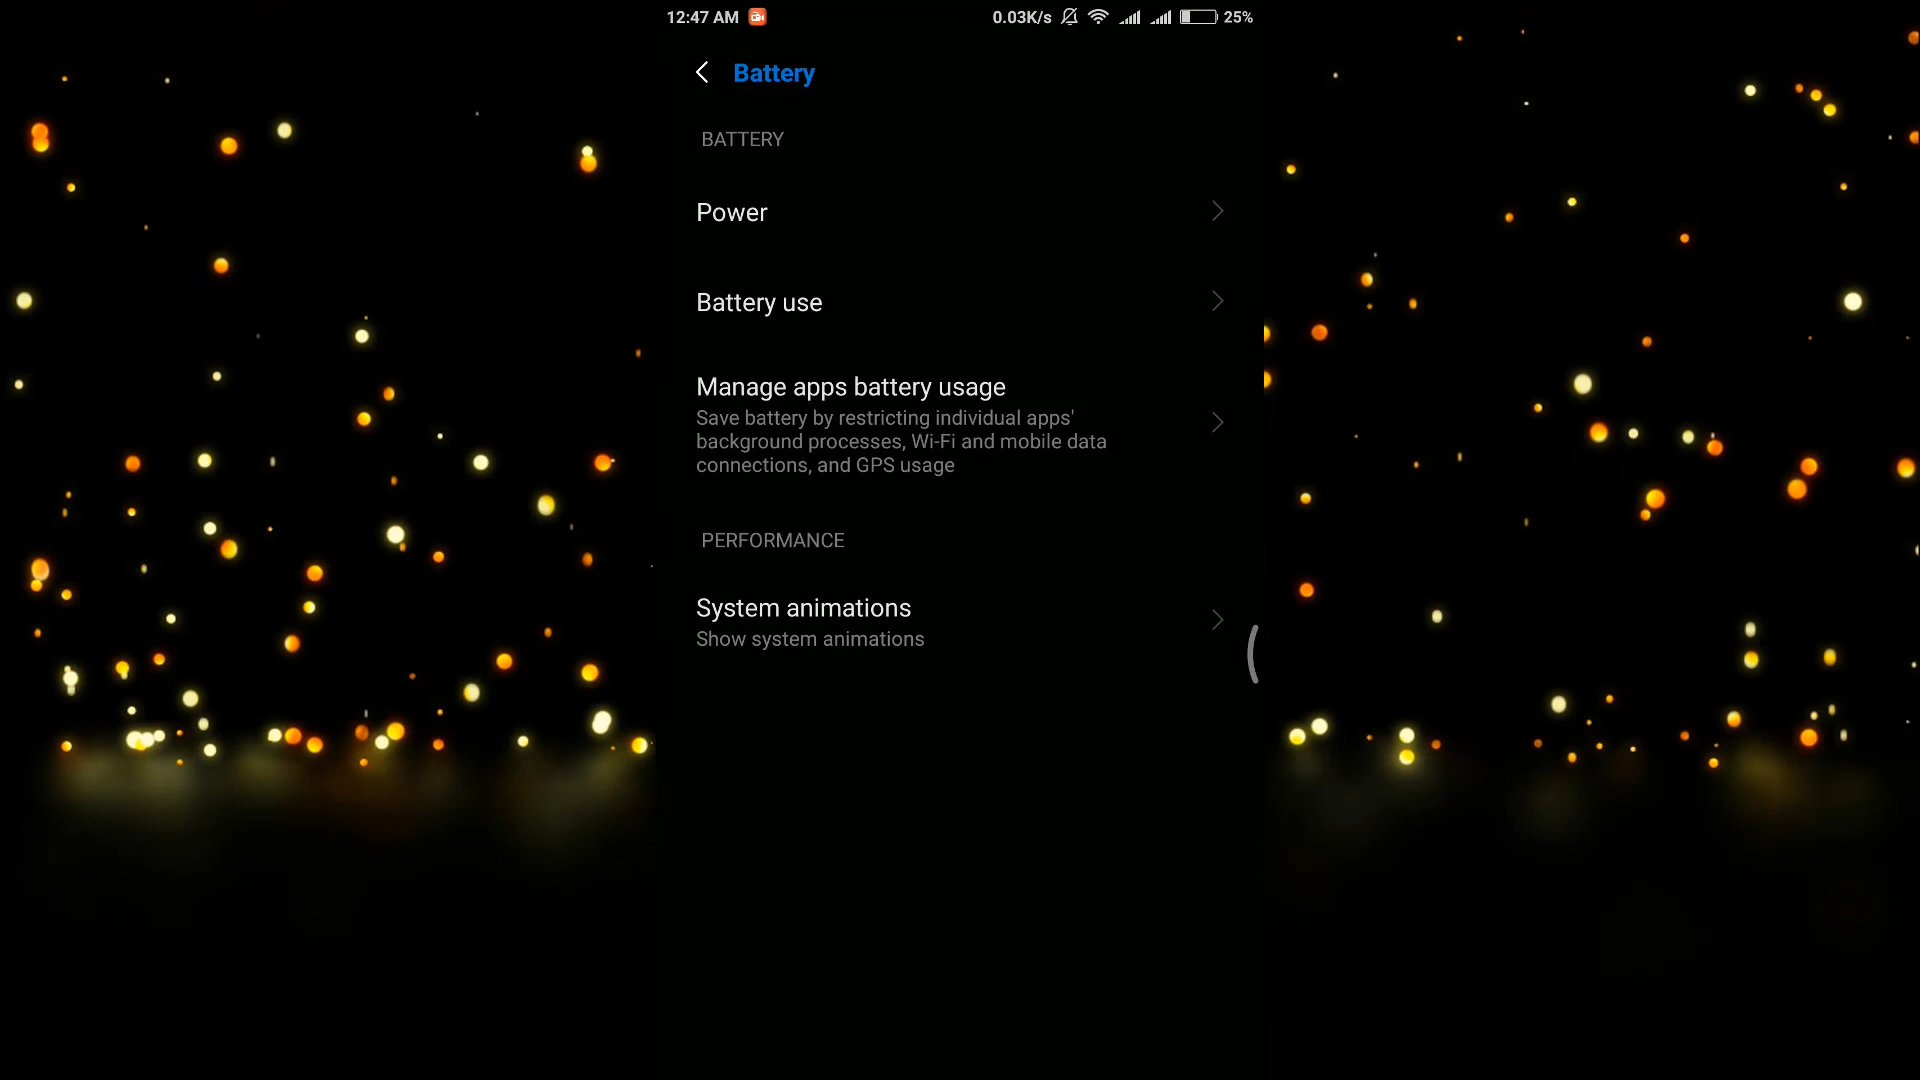 12:47 AM 0.03K/s 25%
Battery
BATTERY
Power
Battery use
Manage apps battery usage
Save battery by restricting individual apps'
background processes, Wi-Fi and mobile data
connections, and GPS usage
PERFORMANCE
System animations
Show system animations